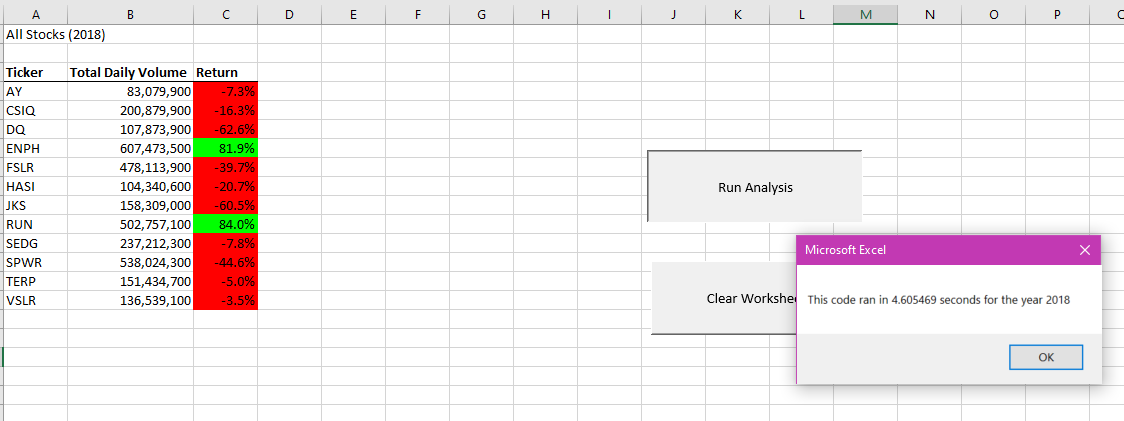 A B C D E F G H I J K L M N O P
All Stocks (2018)
Ticker Total Daily Volume Return
AY 83,079,900 -7.3%
CSIQ 200,879,900 -16.3%
DQ 107,873,900 -62.6%
ENPH 607,473,500 81.9%
FSLR 478,113,900 -39.7%
HASI 104,340,600 -20.7%
JKS 158,309,000 -60.5%
RUN 502,757,100 84.0%
SEDG 237,212,300 -7.8%
SPWR 538,024,300 -44.6%
TERP 151,434,700 -5.0%
VSLR 136,539,100 -3.5%
Run Analysis
Clear Workshe
Microsoft Excel
This code ran in 4.605469 seconds for the year 2018
OK